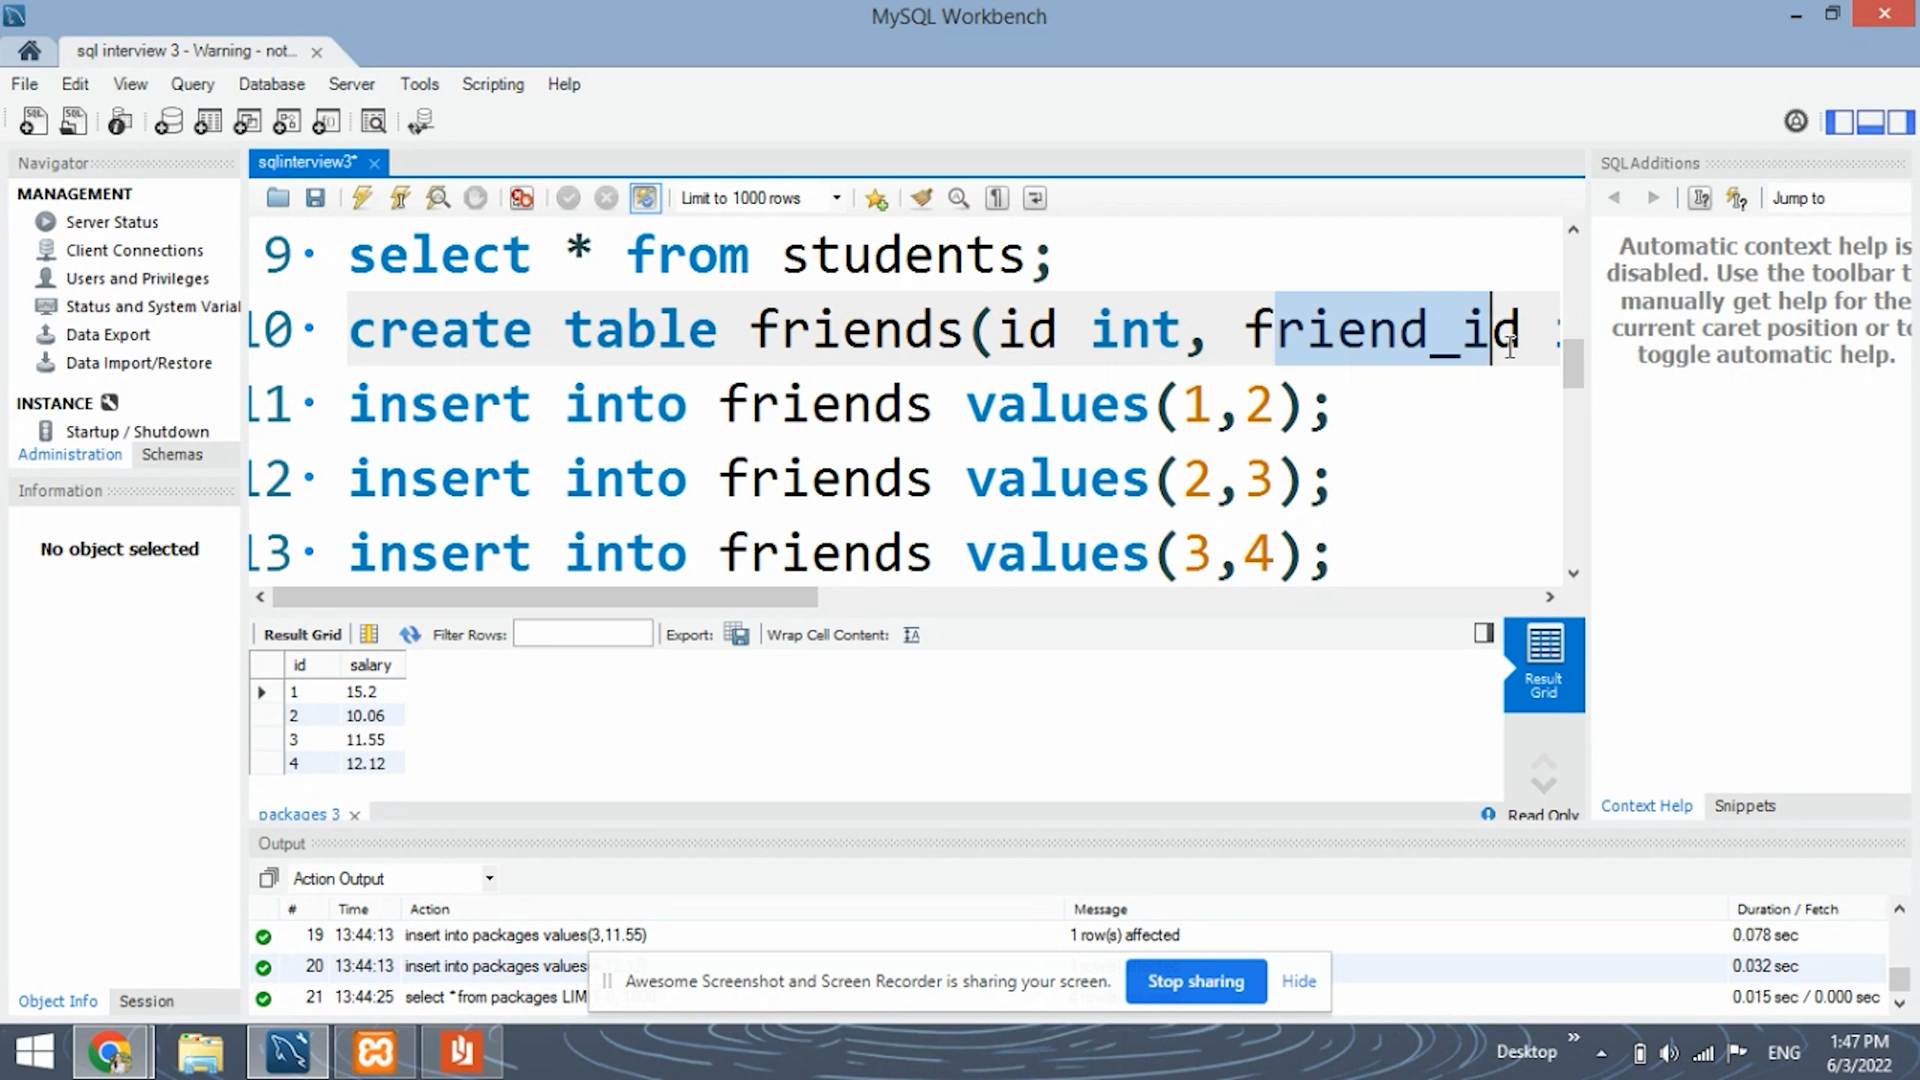 MySQL Workbench
sql interview 3 - Warning - not...
File Edit View Query Database Server Tools Scripting Help
Navigator
MANAGEMENT
Server Status
Client Connections
Users and Privileges
Status and System Varial
Data Export
Data Import/Restore
INSTANCE
Startup / Shutdown
Administration Schemas
Information
No object selected
Object Info Session
sqlinterview3*
Limit to 1000 rows
9 select * from students;
10 create table friends(id int, friend_id
11 insert into friends values(1,2);
12 insert into friends values(2,3);
13 insert into friends values(3,4);
Result Grid Filter Rows: Export: Wrap Cell Content:
id salary
1 15.2
2 10.06
3 11.55
4 12.12
Result
Grid
packages 3
Read Only
SQL Additions
Jump to
Automatic context help is
disabled. Use the toolbar t
manually get help for the
current caret position or to
toggle automatic help.
Context Help Snippets
Output
Action Output
# Time Action Message Duration / Fetch
19 13:44:13 insert into packages values(3,11.55) 1 row(s) affected 0.078 sec
20 13:44:13 insert into packages values 0.032 sec
21 13:44:25 select * from packages LIM 0.015 sec / 0.000 sec
Awesome Screenshot and Screen Recorder is sharing your screen. Stop sharing Hide
Desktop ENG 1:47 PM
6/3/2022